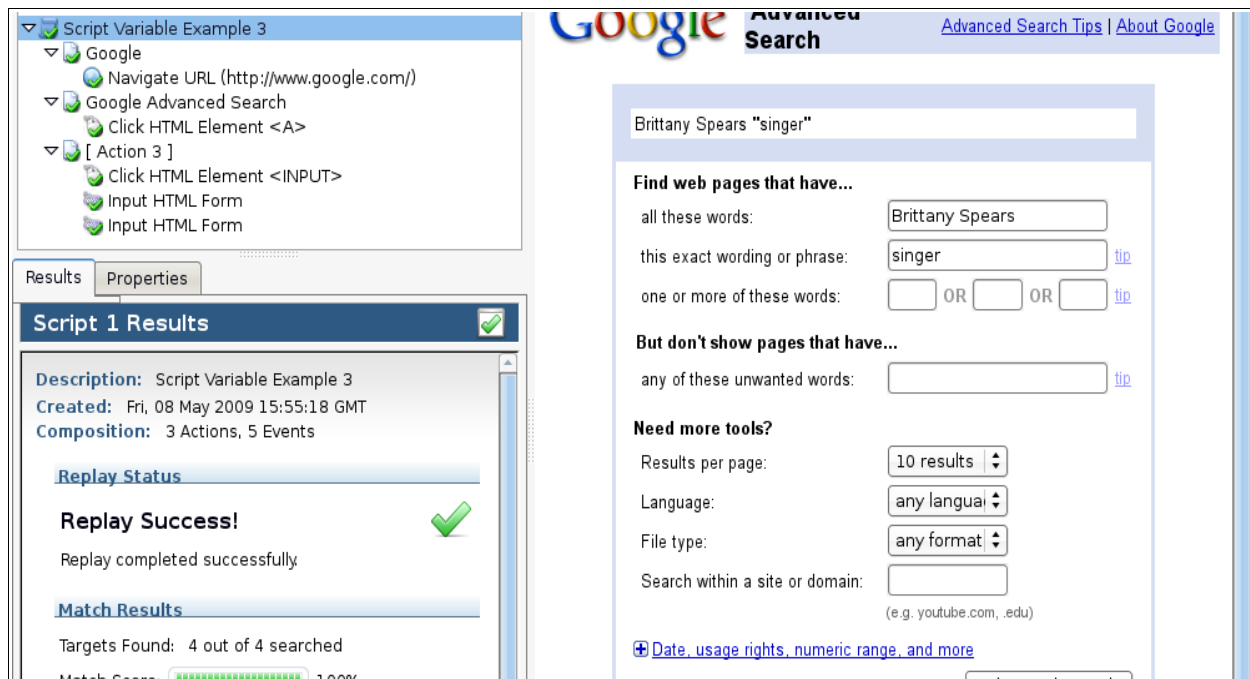 Script Variable Example 3
Google
Navigate URL (http://www.google.com/)
Google Advanced Search
Click HTML Element <A>
[ Action 3 ]
Click HTML Element <INPUT>
Input HTML Form
Input HTML Form
Results
Properties
Script 1 Results
Description: Script Variable Example 3
Created: Fri, 08 May 2009 15:55:18 GMT
Composition: 3 Actions, 5 Events
Replay Status
Replay Success!
Replay completed successfully.
Match Results
Targets Found: 4 out of 4 searched
Match Score: 100%
Google
Advanced Search
Advanced Search Tips | About Google
Brittany Spears "singer"
Find web pages that have...
all these words: Brittany Spears
this exact wording or phrase: singer tip
one or more of these words: OR OR tip
But don't show pages that have...
any of these unwanted words: tip
Need more tools?
Results per page: 10 results
Language: any langua
File type: any format
Search within a site or domain:
(e.g. youtube.com, .edu)
Date, usage rights, numeric range, and more